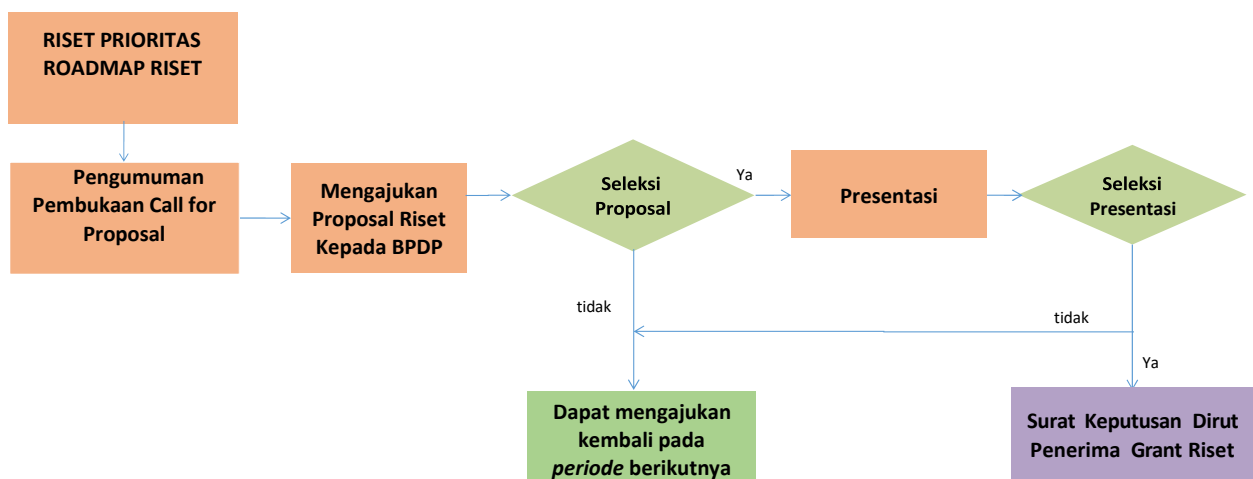 RISET PRIORITAS
ROADMAP RISET
Pengumuman
Pembukaan Call for
Proposal
Mengajukan
Proposal Riset
Kepada BPDP
Seleksi
Proposal
Ya
Presentasi
Seleksi
Presentasi
tidak
tidak
Ya
Dapat mengajukan
kembali pada
periode berikutnya
Surat Keputusan Dirut
Penerima Grant Riset